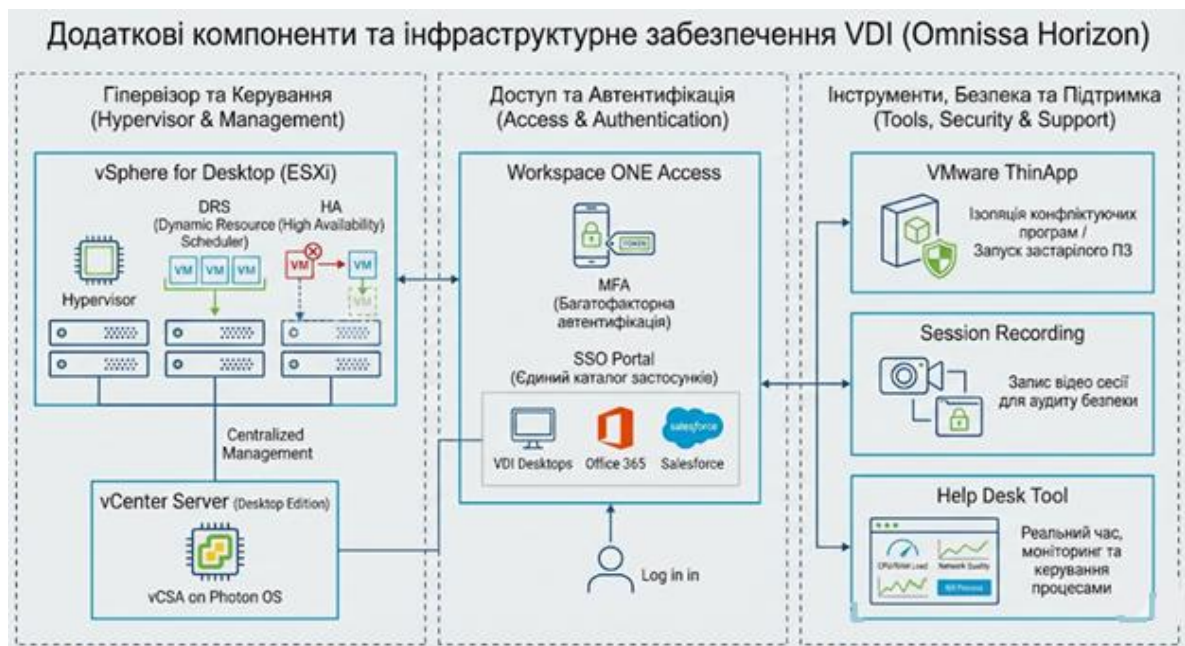 Додаткові компоненти та інфраструктурне забезпечення VDI (Omnissa Horizon)
Гіпервізор та Керування
(Hypervisor & Management)
vSphere for Desktop (ESXi)
DRS
(Dynamic Resource
Scheduler)
HA
(High Availability)
VM VM VM
VM VM
VM
Hypervisor
Centralized
Management
vCenter Server (Desktop Edition)
vCSA on Photon OS
Доступ та Автентифікація
(Access & Authentication)
Workspace ONE Access
TOKEN
MFA
(Багатофакторна
автентифікація)
SSO Portal
(Єдиний каталог застосунків)
salesforce
VDI Desktops Office 365 Salesforce
Log in in
Інструменти, Безпека та Підтримка
(Tools, Security & Support)
VMware ThinApp
Ізоляція конфліктуючих
програм /
Запуск застарілого ПЗ
Session Recording
Запис відео сесії
для аудиту безпеки
Help Desk Tool
Network Quality
Реальний час,
моніторинг та
керування
процесами